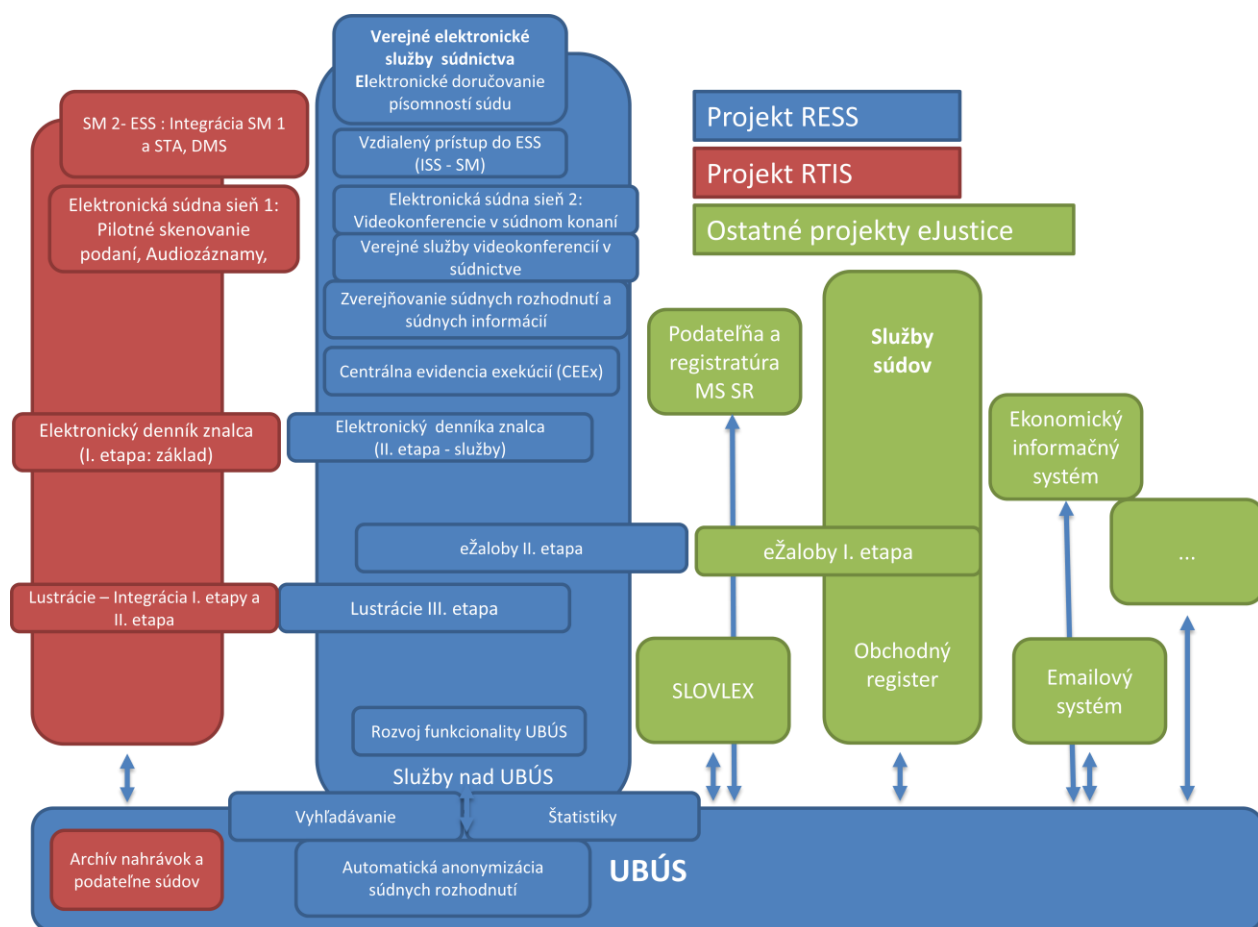 Verejné elektronické
služby súdnictva
Elektronické doručovanie
písomností súdu
SM 2- ESS : Integrácia SM 1
a STA, DMS
Elektronická súdna sieň 1:
Pilotné skenovanie
podaní, Audiozáznamy,
Vzdialený prístup do ESS
(ISS - SM)
Elektronická súdna sieň 2:
Videokonferencie v súdnom konaní
Verejné služby videokonferencií v
súdnictve
Zverejňovanie súdnych rozhodnutí a
súdnych informácií
Centrálna evidencia exekúcií (CEEx)
Projekt RESS
Projekt RTIS
Ostatné projekty eJustice
Podateľňa a
registratúra
MS SR
Služby
súdov
Ekonomický
informačný
systém
...
Elektronický denník znalca
(I. etapa: základ)
Elektronický denníka znalca
(II. etapa - služby)
eŽaloby II. etapa
eŽaloby I. etapa
Lustrácie – Integrácia I. etapy a
II. etapa
Lustrácie III. etapa
SLOVLEX
Obchodný
register
Emailový
systém
Rozvoj funkcionality UBÚS
Služby nad UBÚS
Vyhľadávanie
Štatistiky
Archív nahrávok a
podateľne súdov
Automatická anonymizácia
súdnych rozhodnutí
UBÚS